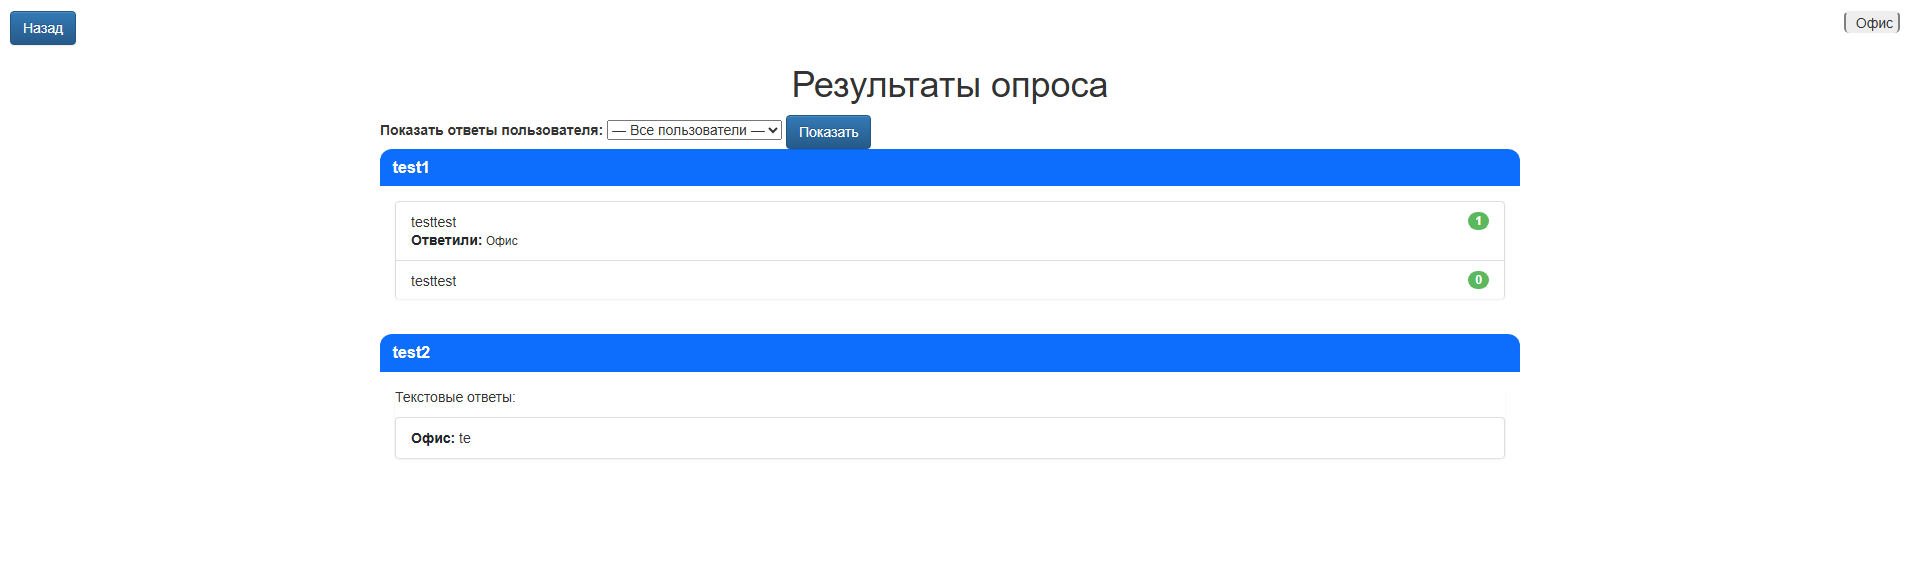 Назад
Офис
Результаты опроса
Показать ответы пользователя: — Все пользователи — Показать
test1
testtest 1
Ответили: Офис
testtest 0
test2
Текстовые ответы:
Офис: te